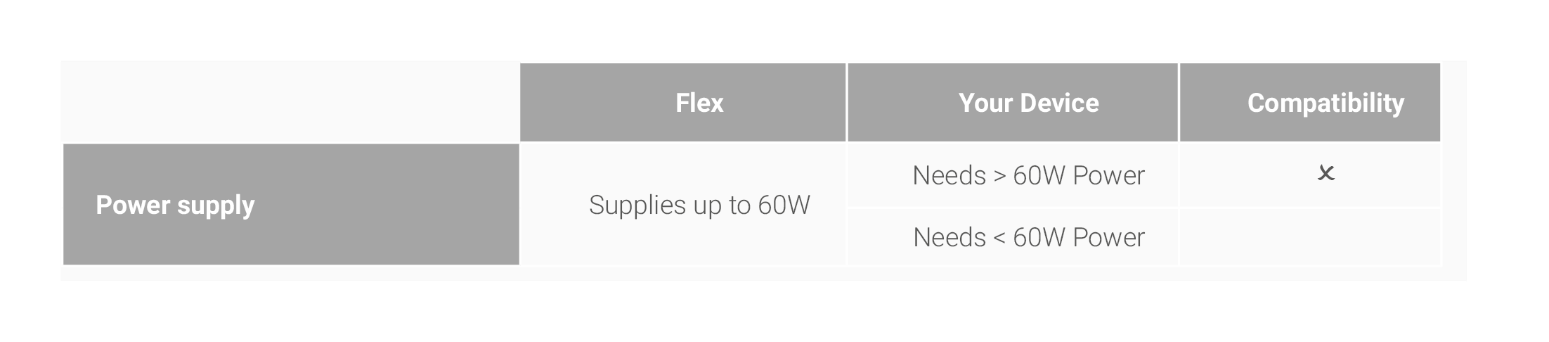 Flex Your Device Compatibility
Needs > 60W Power ✗
Power supply Supplies up to 60W
Needs < 60W Power